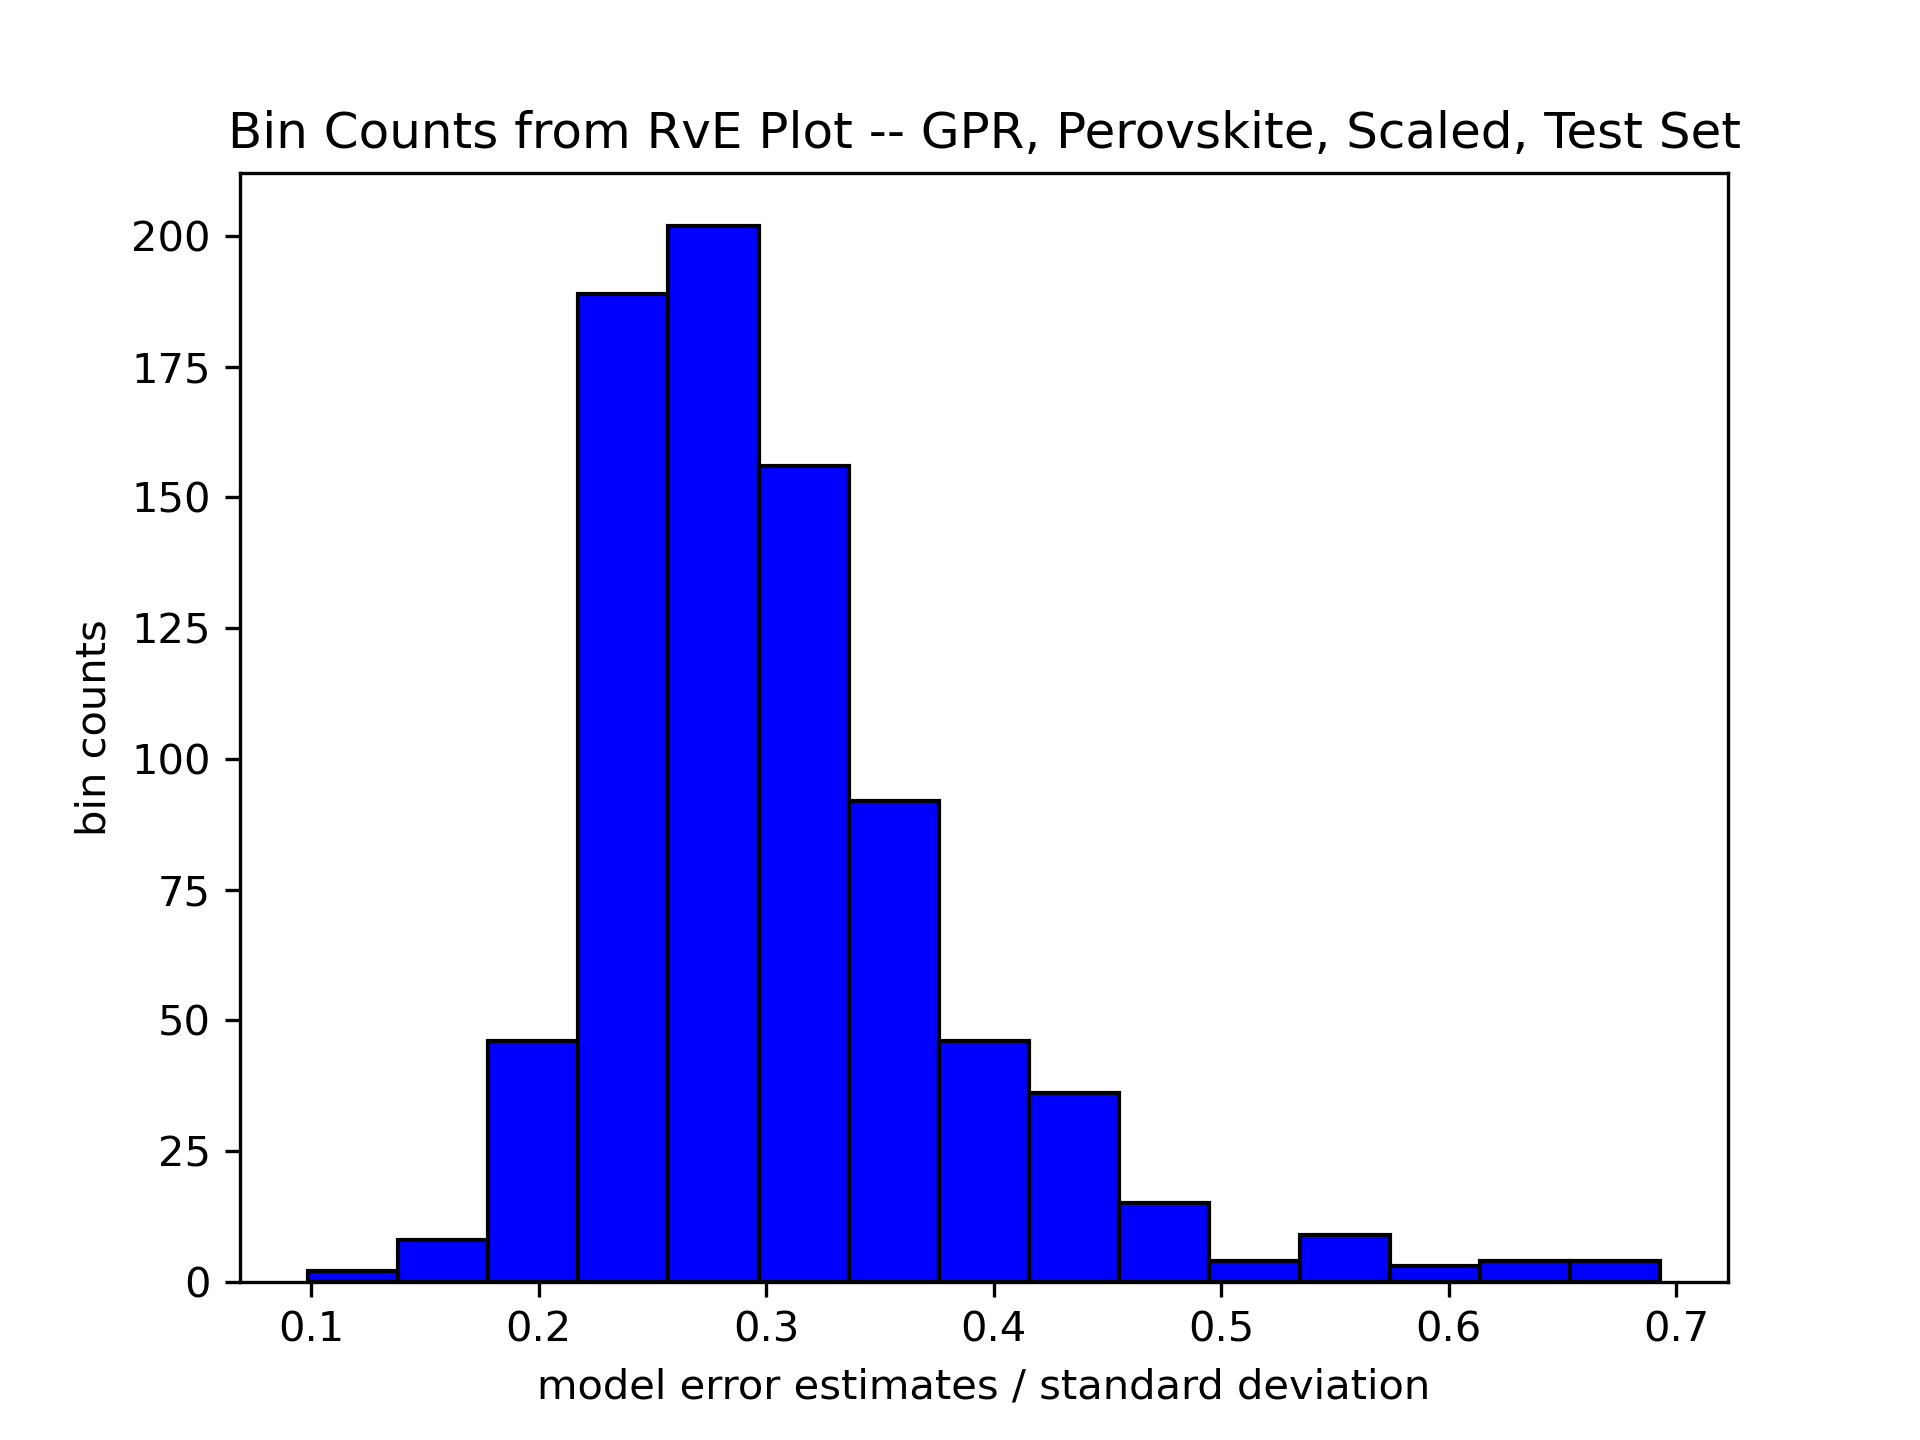 Bin Counts from RvE Plot -- GPR, Perovskite, Scaled, Test Set
200
175
150
125
100
75
50
25
0
bin counts
0.1 0.2 0.3 0.4 0.5 0.6 0.7
model error estimates / standard deviation